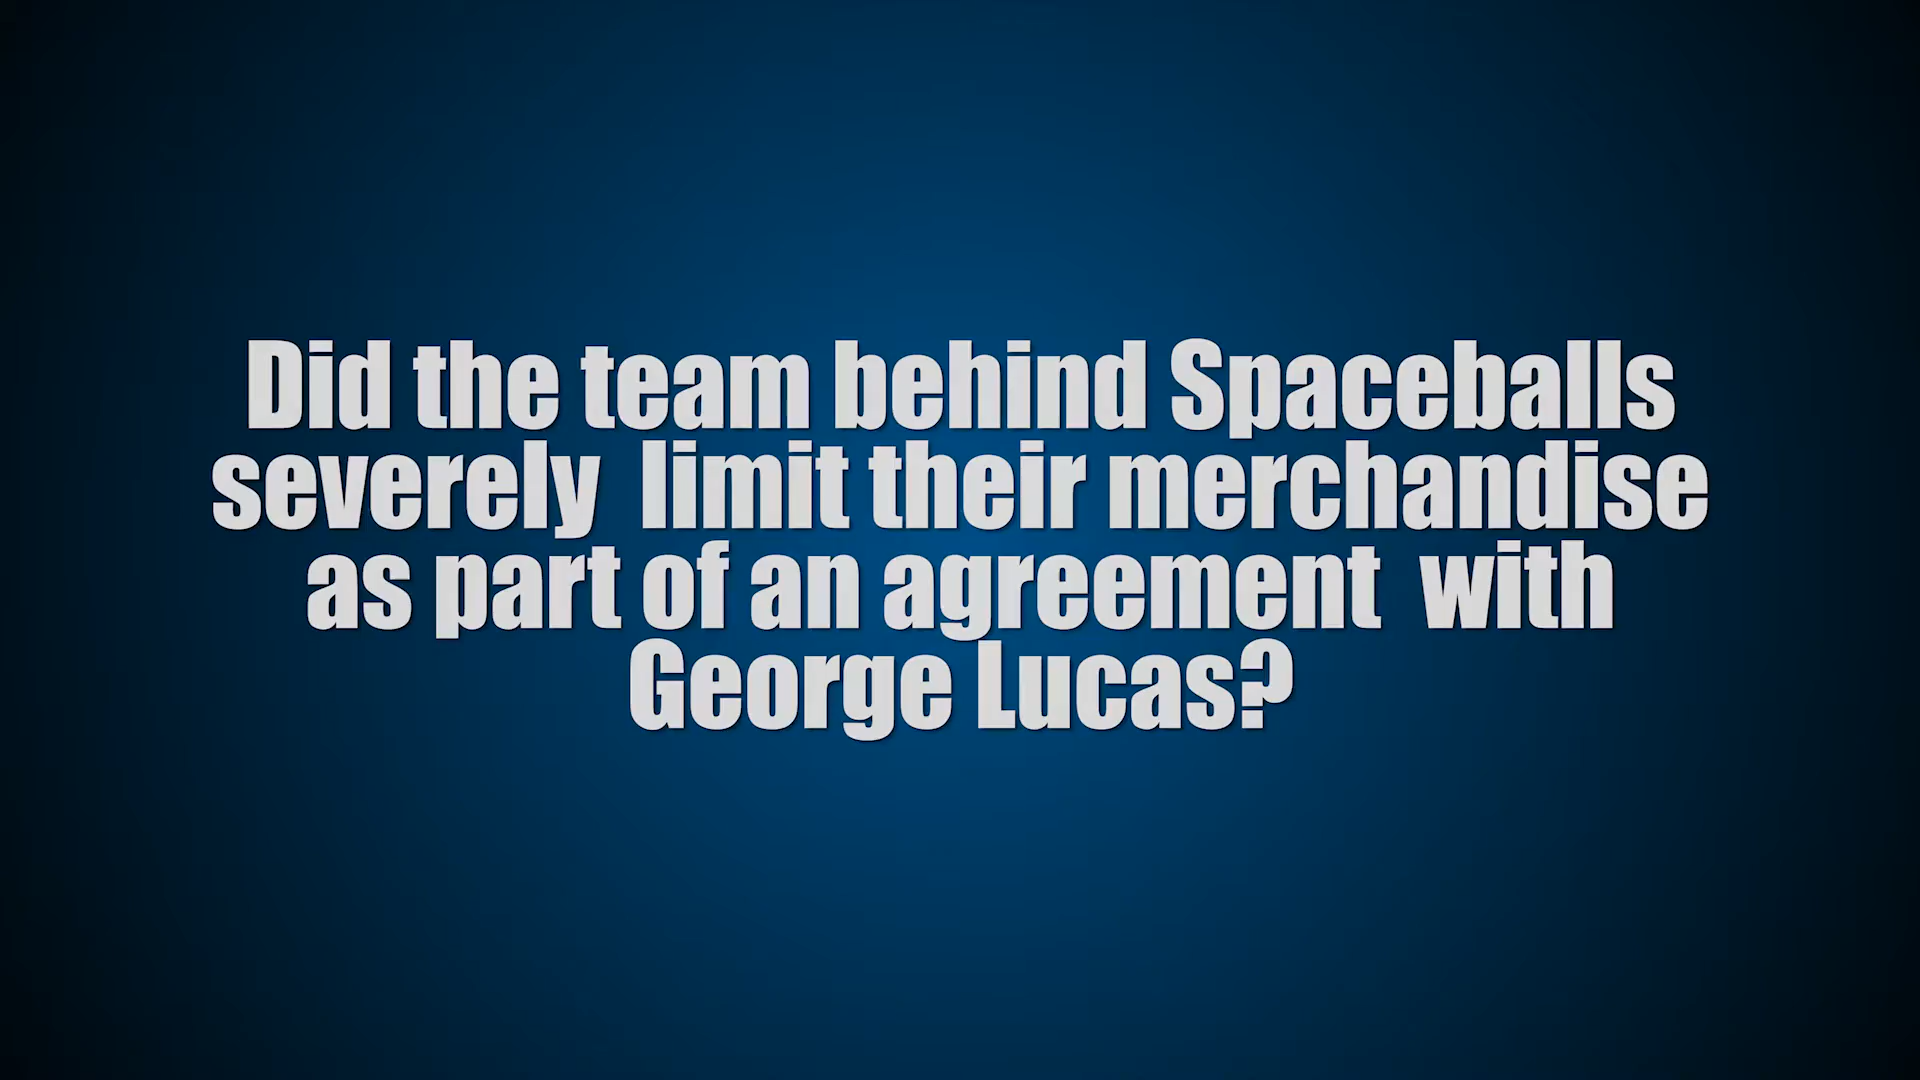 Did the team behind Spaceballs
severely  limit their merchandise
as part of an agreement  with
George Lucas?